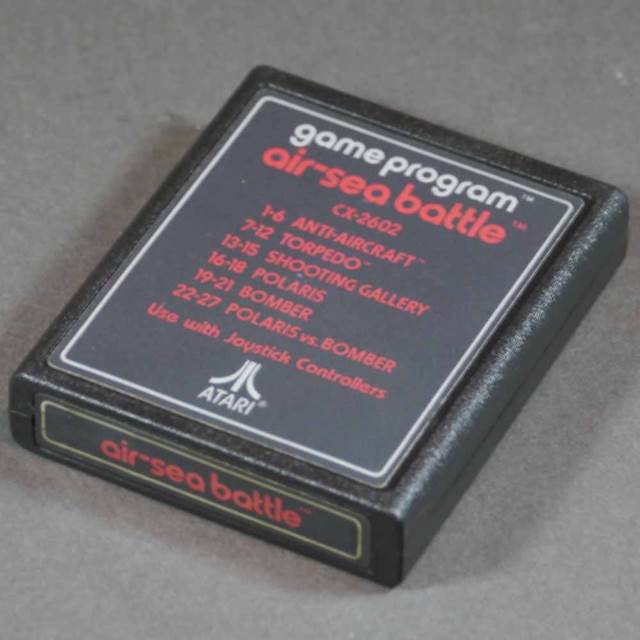 game program™
air-sea battle™
CX-2602
1-6 ANTI-AIRCRAFT™
7-12 TORPEDO™
13-15 SHOOTING GALLERY
16-18 POLARIS
19-21 BOMBER
22-27 POLARIS vs. BOMBER
Use with Joystick Controllers
ATARI®
air-sea battle™